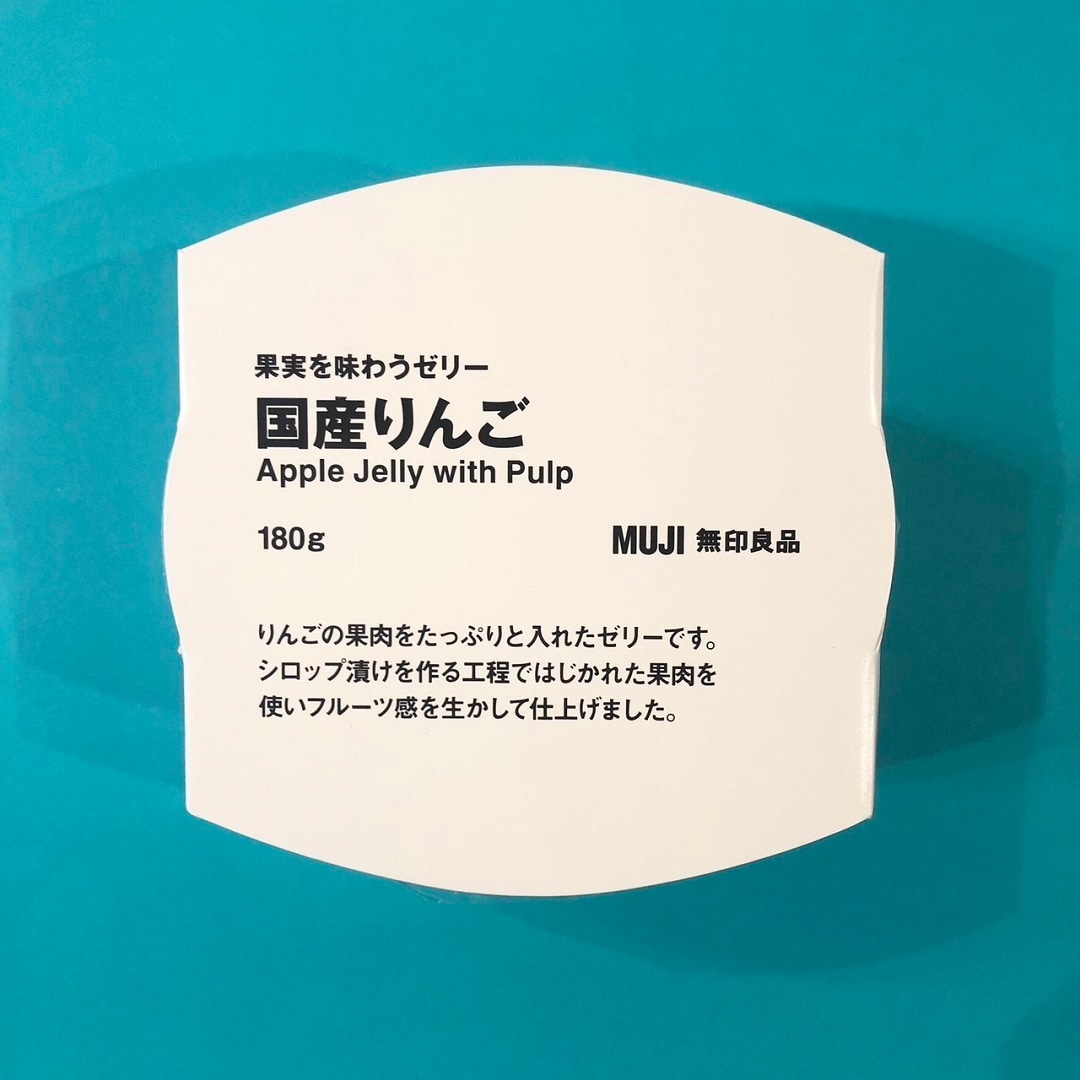 果実を味わうゼリー
国産りんご
Apple Jelly with Pulp
180g
MUJI 無印良品
りんごの果肉をたっぷりと入れたゼリーです。
シロップ漬けを作る工程ではじかれた果肉を
使いフルーツ感を生かして仕上げました。